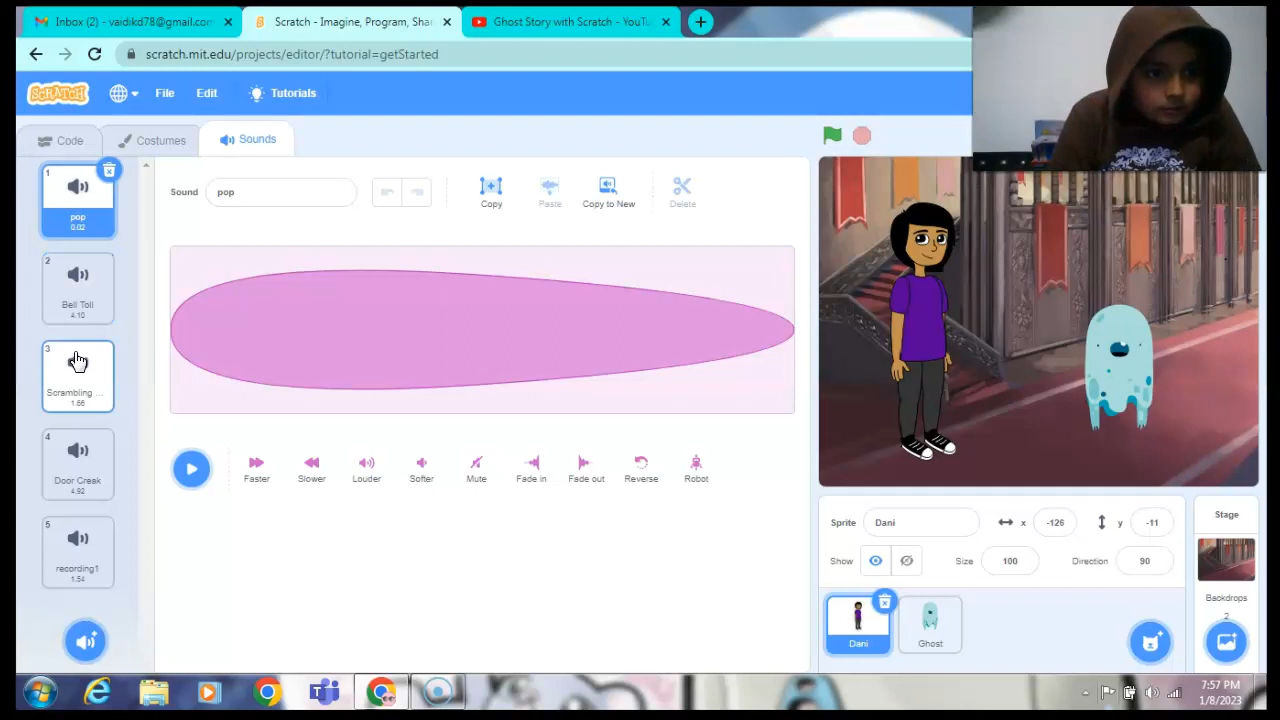 Inbox (2) - vaidikd78@gmail.com
Scratch - Imagine, Program, Shar
Ghost Story with Scratch - YouTu
scratch.mit.edu/projects/editor/?tutorial=getStarted
SCRATCH
File
Edit
Tutorials
Code
Costumes
Sounds
1
pop
0.02
2
Bell Toll
4.10
3
Scrambling ...
1.66
4
Door Creak
4.92
5
recording1
1.54
Sound
pop
Copy
Paste
Copy to New
Delete
Faster
Slower
Louder
Softer
Mute
Fade in
Fade out
Reverse
Robot
Sprite
Dani
x
-126
y
-11
Show
Size
100
Direction
90
Dani
Ghost
Stage
Backdrops
2
7:57 PM
1/8/2023